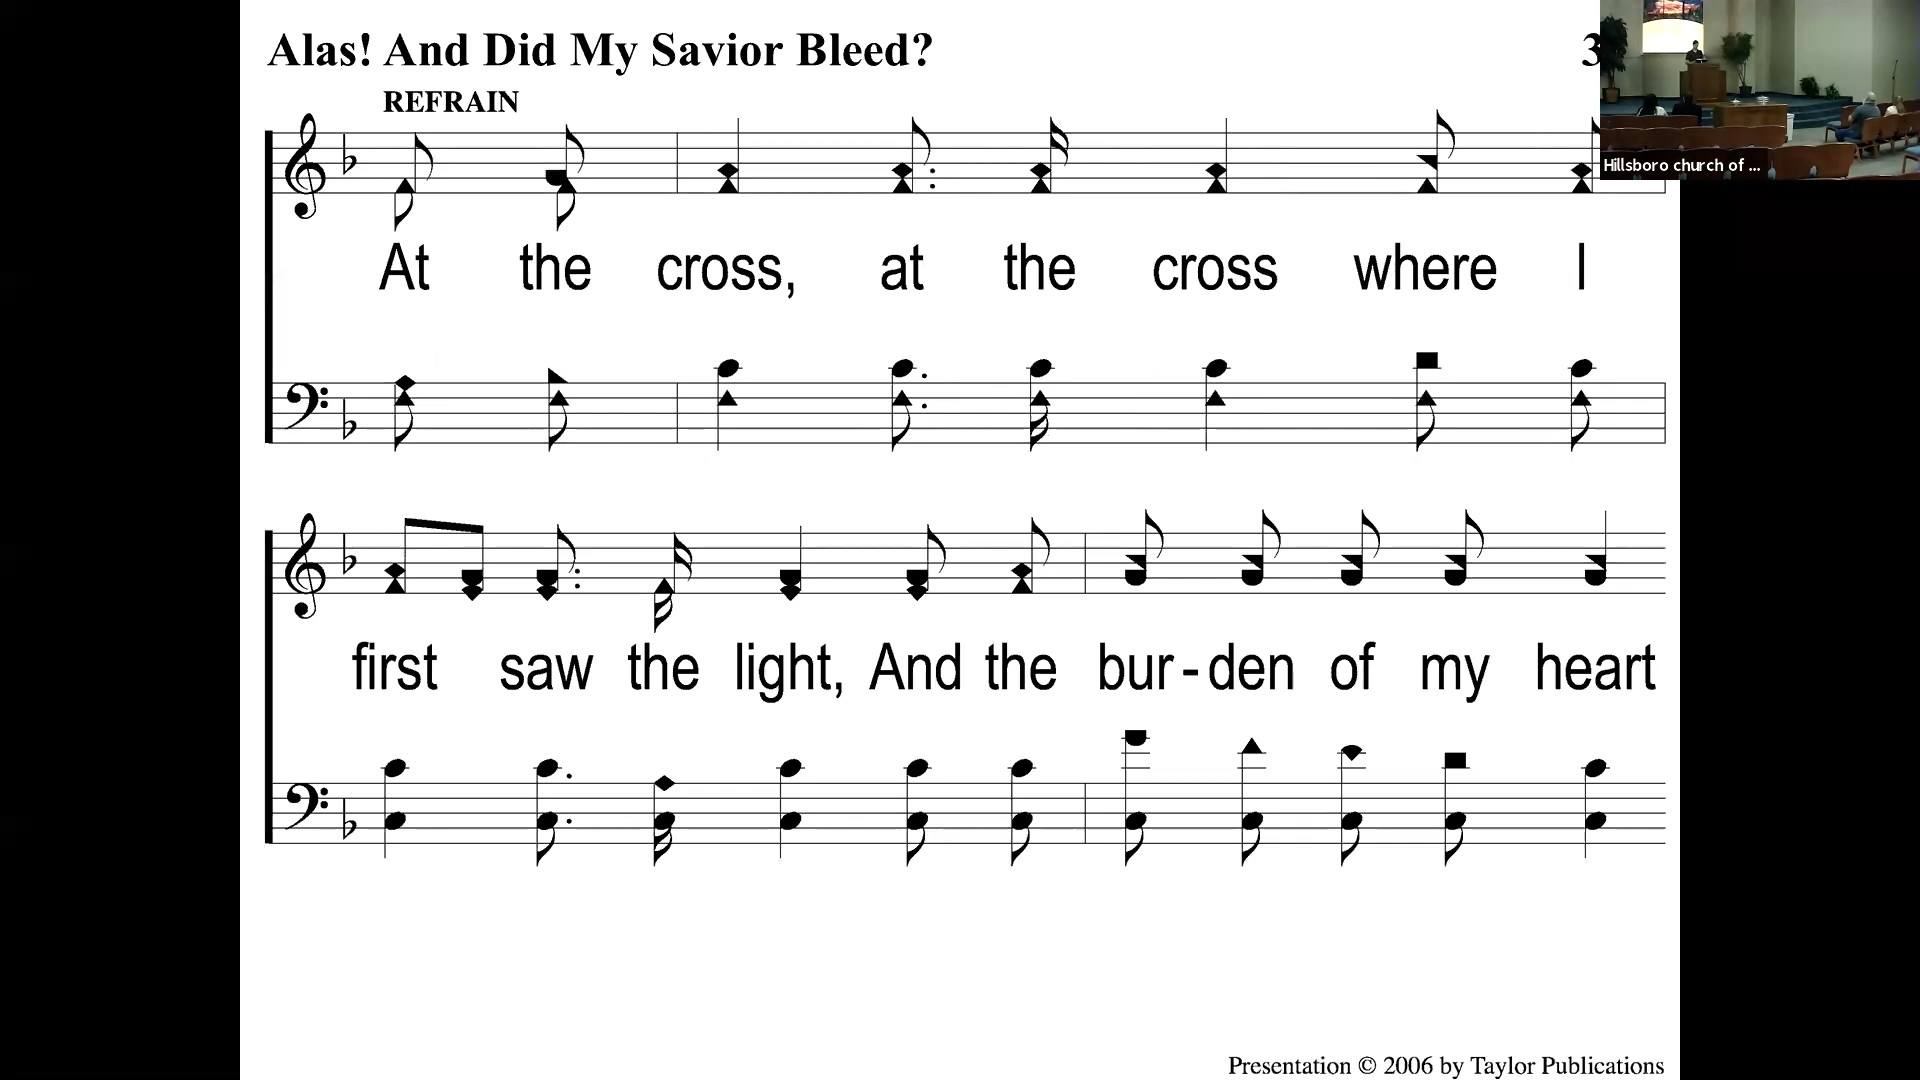 Alas! And Did My Savior Bleed? 3
REFRAIN
Hillsboro church of ...
At the cross, at the cross where I
first saw the light, And the bur-den of my heart
Presentation © 2006 by Taylor Publications